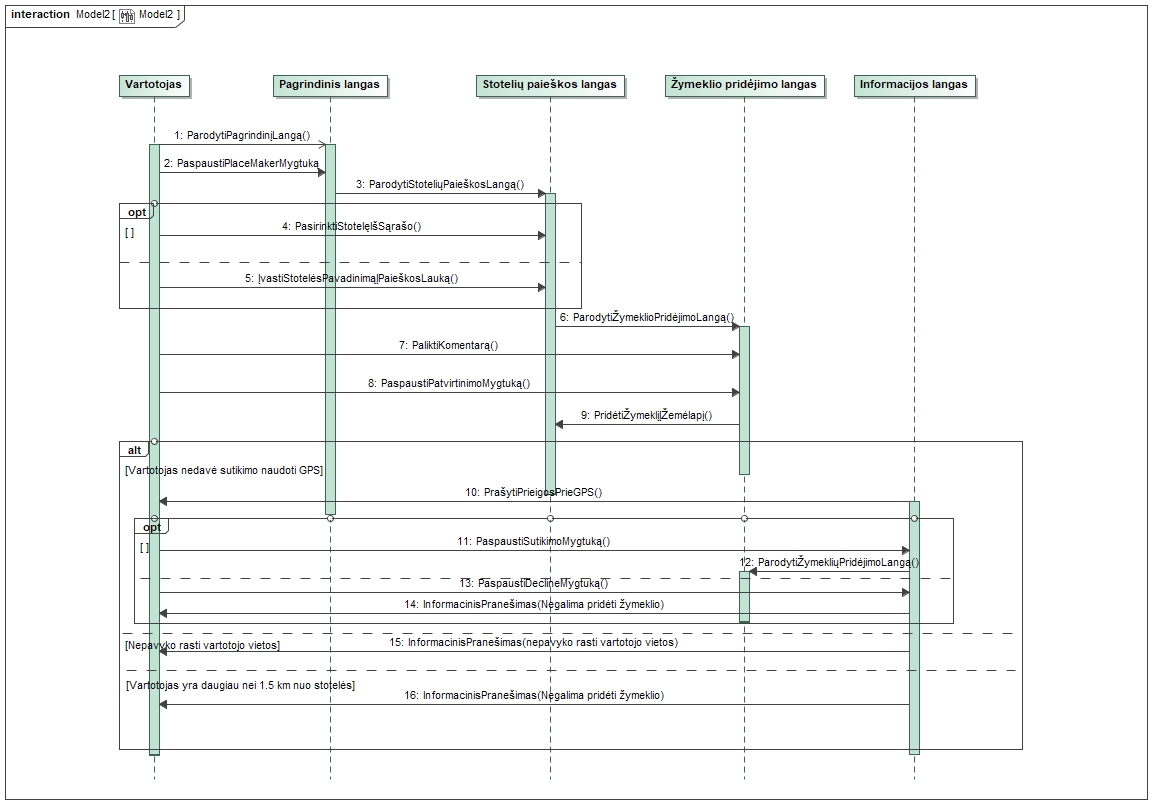 interaction Model2 [ Model2 ]
Vartotojas
Pagrindinis langas
Stotelių paieškos langas
Žymeklio pridėjimo langas
Informacijos langas
1: ParodytiPagrindinįLangą()
2: PaspaustiPlaceMakerMygtuka
3: ParodytiStoteliųPaieškosLangą()
opt
[ ]
4: PasirinktiStotelęIšSąrašo()
5: ĮvastiStotelėsPavadinimąĮPaieškosLauką()
6: ParodytiŽymeklioPridėjimoLangą()
7: PaliktiKomentarą()
8: PaspaustiPatvirtinimoMygtuką()
9: PridėtiŽymeklįĮŽemėlapį()
alt
[Vartotojas nedavė sutikimo naudoti GPS]
10: PrašytiPrieigosPrieGPS()
opt
[ ]
11: PaspaustiSutikimoMygtuką()
12: ParodytiŽymekliųPridėjimoLangą()
13: PaspaustiDeclineMygtuką()
14: InformacinisPranešimas(Negalima pridėti žymeklio)
[Nepavyko rasti vartotojo vietos]
15: InformacinisPranešimas(nepavyko rasti vartotojo vietos)
[Vartotojas yra daugiau nei 1.5 km nuo stotelės]
16: InformacinisPranešimas(Negalima pridėti žymeklio)